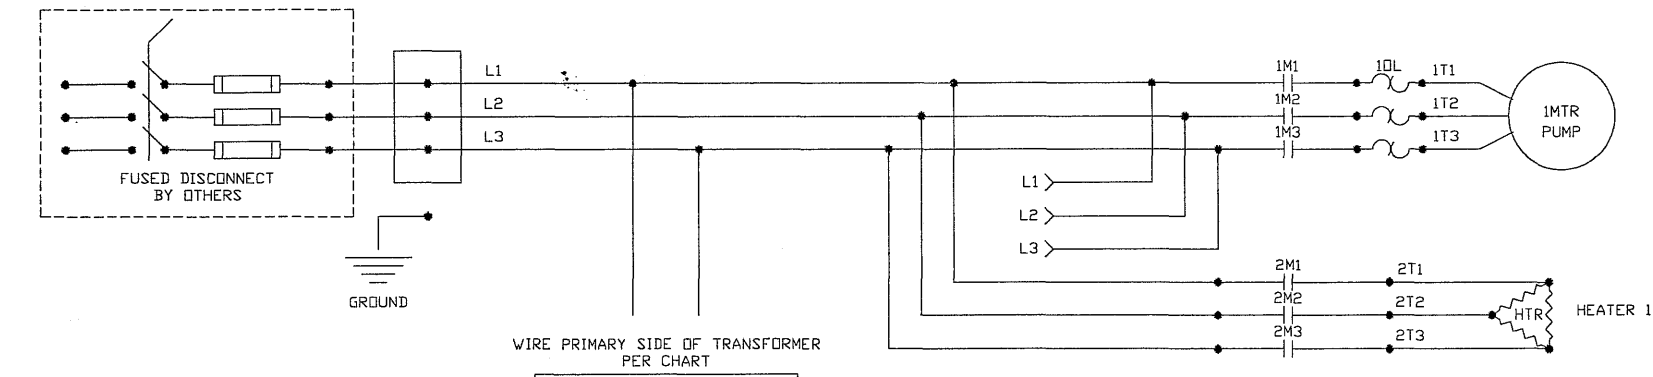 L1
L2
L3
FUSED DISCONNECT
BY OTHERS
GROUND
WIRE PRIMARY SIDE OF TRANSFORMER
PER CHART
L1
L2
L3
1M1
1M2
1M3
1OL
1T1
1T2
1T3
1MTR
PUMP
2M1
2M2
2M3
2T1
2T2
2T3
HTR
HEATER 1